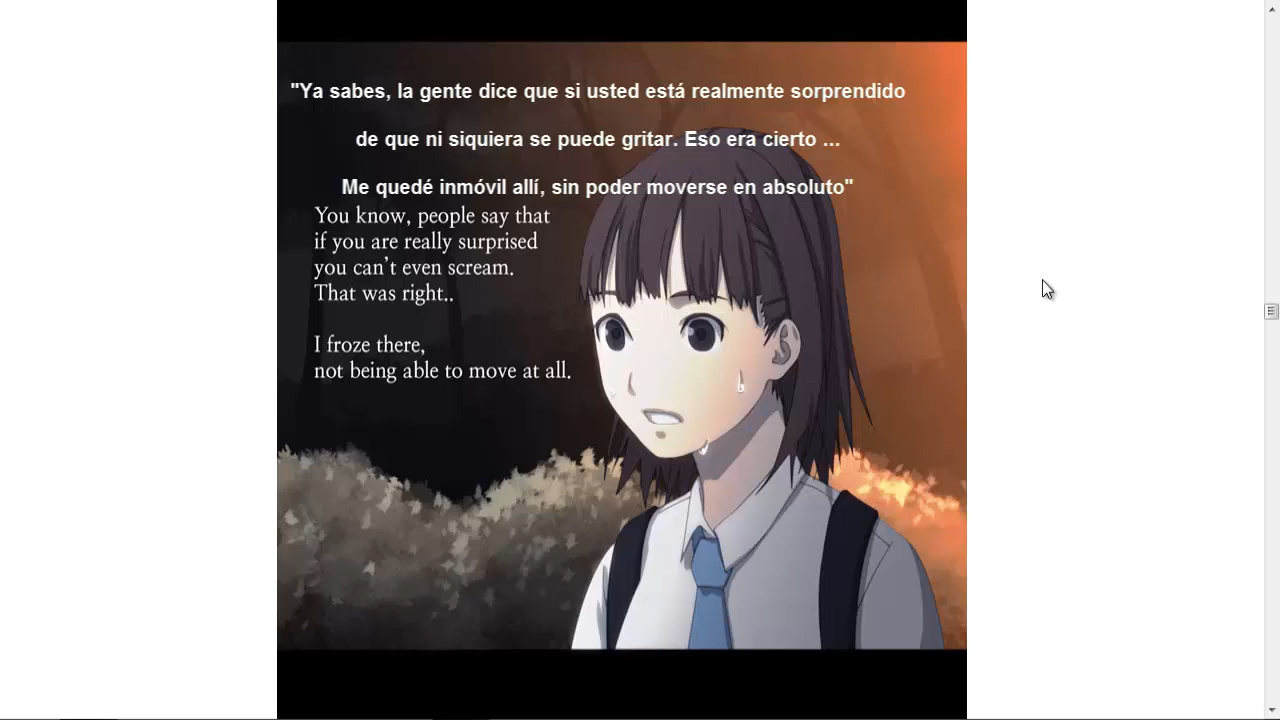 "Ya sabes, la gente dice que si usted está realmente sorprendido
de que ni siquiera se puede gritar. Eso era cierto ...
Me quedé inmóvil allí, sin poder moverse en absoluto"
You know, people say that
if you are really surprised
you can't even scream.
That was right..
I froze there,
not being able to move at all.